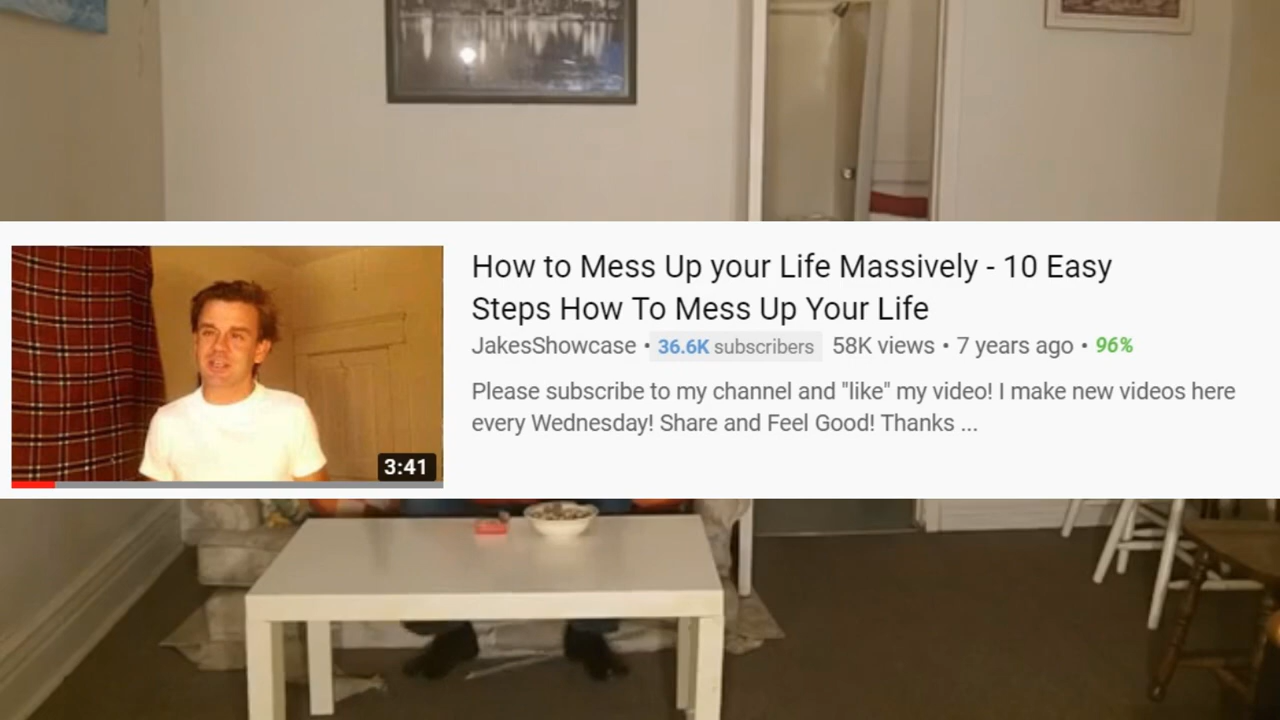 How to Mess Up your Life Massively - 10 Easy
Steps How To Mess Up Your Life
JakesShowcase • 36.6K subscribers 58K views • 7 years ago • 96%
Please subscribe to my channel and "like" my video! I make new videos here
every Wednesday! Share and Feel Good! Thanks ...
3:41